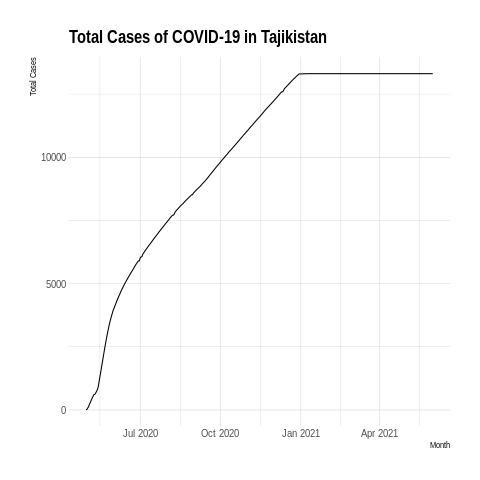 Total Cases of COVID-19 in Tajikistan
Total Cases
10000
5000
0
Jul 2020 Oct 2020 Jan 2021 Apr 2021
Month